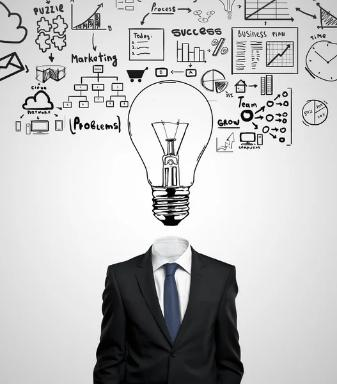 PUZZLE
Process
Today:
SUCCESS
BUSINESS PLAN
TIME
Marketing
$
A
%
CLOUD
NETWORK
(Problems)
Team
GROW